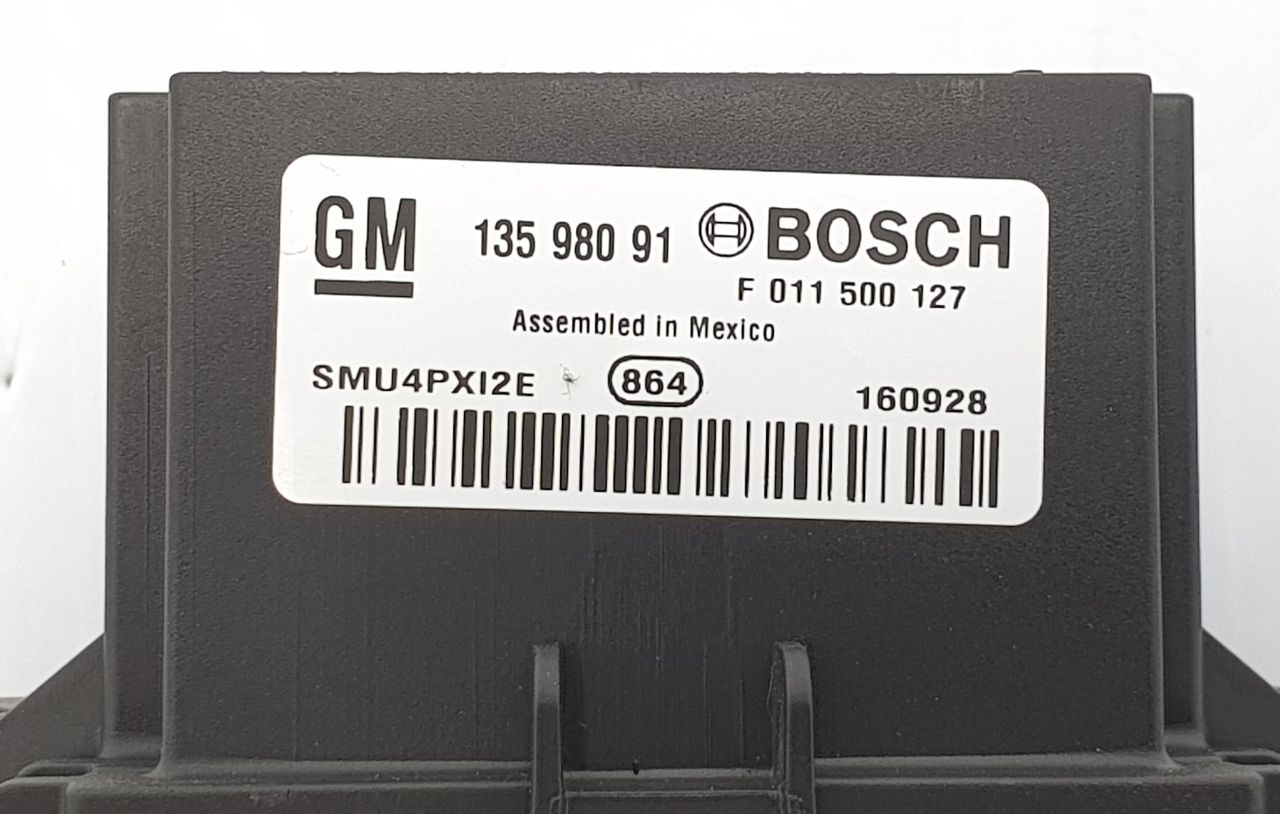 GM 135 980 91 BOSCH
F 011 500 127
Assembled in Mexico
SMU4PXI2E 864 160928